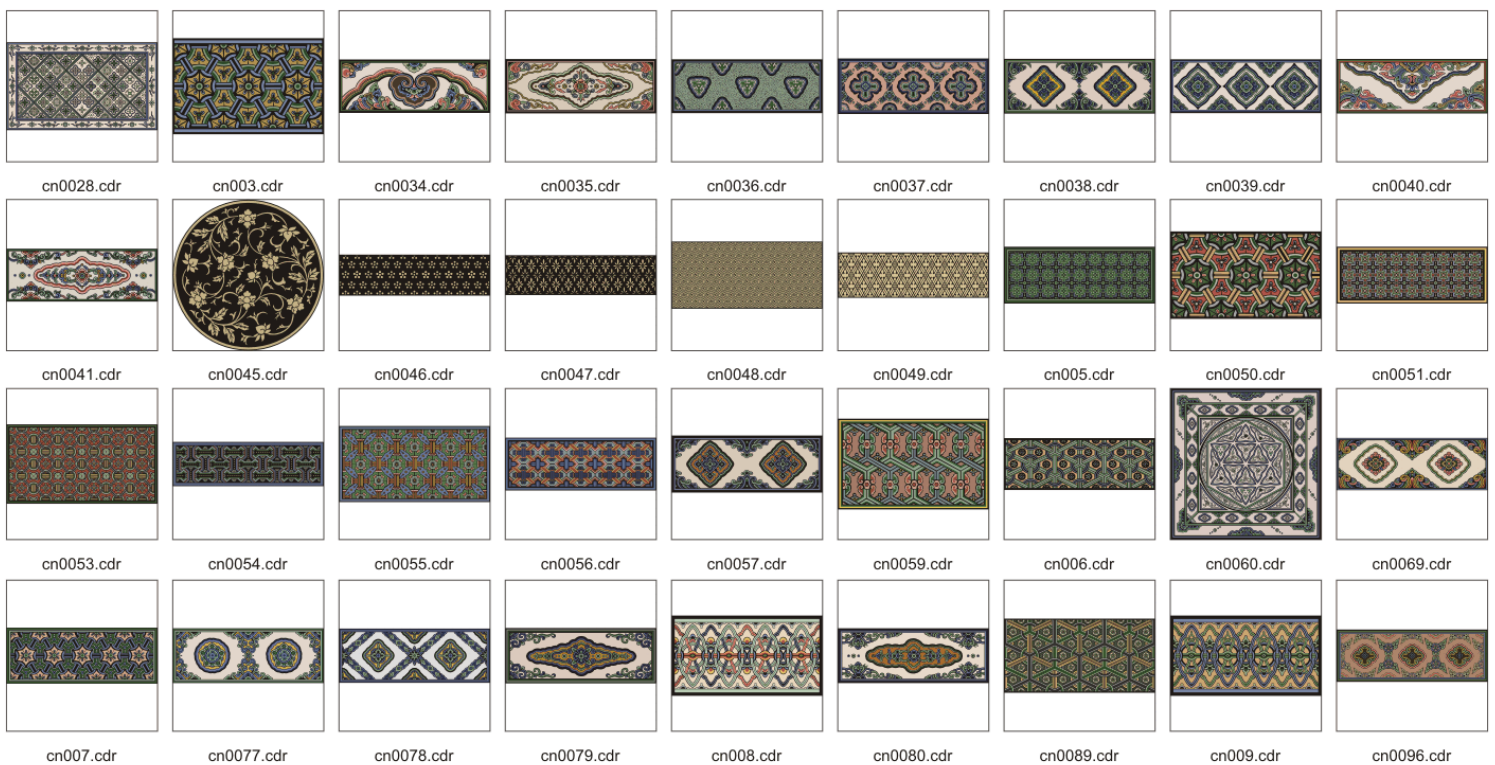 cn0028.cdr cn003.cdr cn0034.cdr cn0035.cdr cn0036.cdr cn0037.cdr cn0038.cdr cn0039.cdr cn0040.cdr
cn0041.cdr cn0045.cdr cn0046.cdr cn0047.cdr cn0048.cdr cn0049.cdr cn005.cdr cn0050.cdr cn0051.cdr
cn0053.cdr cn0054.cdr cn0055.cdr cn0056.cdr cn0057.cdr cn0059.cdr cn006.cdr cn0060.cdr cn0069.cdr
cn007.cdr cn0077.cdr cn0078.cdr cn0079.cdr cn008.cdr cn0080.cdr cn0089.cdr cn009.cdr cn0096.cdr